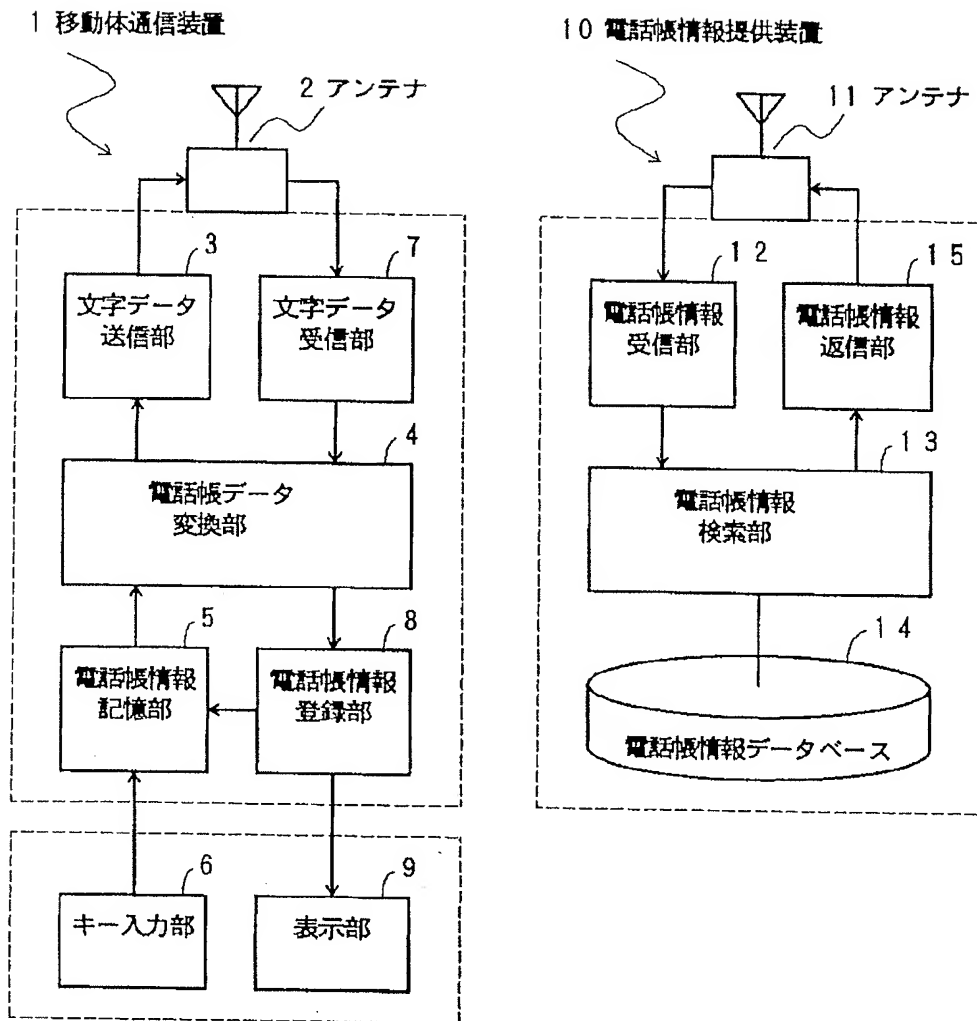 1 移動体通信装置
2 アンテナ
3
文字データ
送信部
7
文字データ
受信部
4
電話帳データ
変換部
5
電話帳情報
記憶部
8
電話帳情報
登録部
6
キー入力部
9
表示部
10 電話帳情報提供装置
11 アンテナ
12
電話帳情報
受信部
15
電話帳情報
返信部
13
電話帳情報
検索部
14
電話帳情報データベース